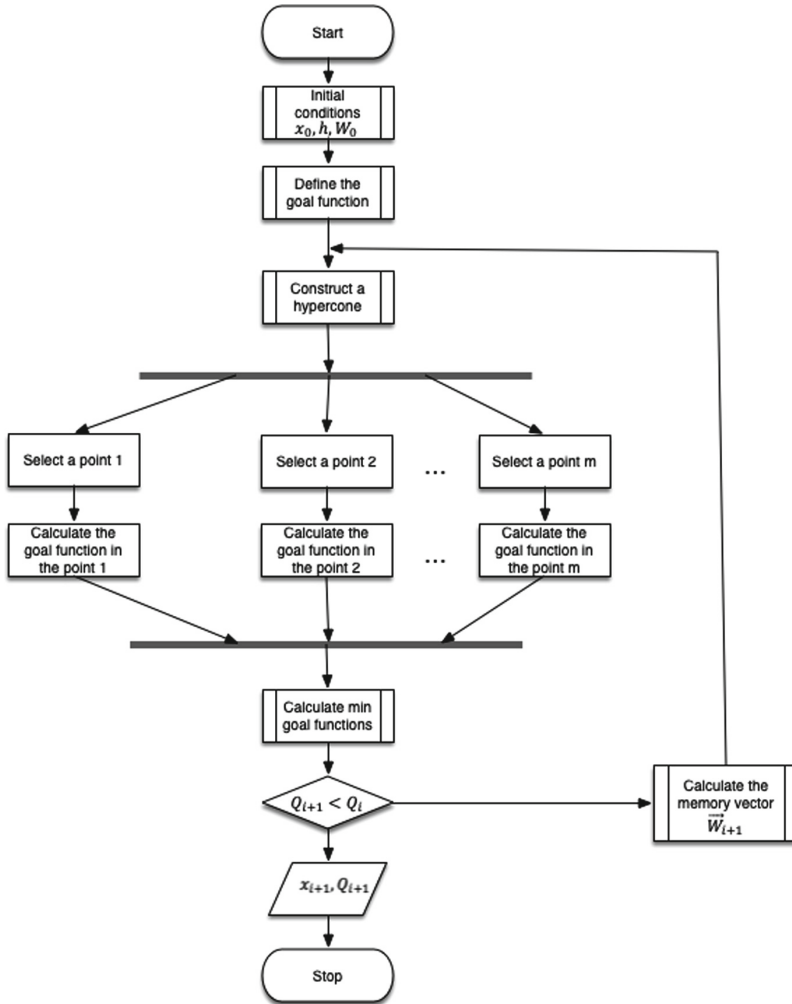 Start
Initial
conditions
x₀, h, W₀
Define the
goal function
Construct a
hypercone
Select a point 1
Select a point 2
...
Select a point m
Calculate the
goal function in
the point 1
Calculate the
goal function in
the point 2
...
Calculate the
goal function in
the point m
Calculate min
goal functions
Qᵢ₊₁ < Qᵢ
Calculate the
memory vector
W⃗ᵢ₊₁
xᵢ₊₁, Qᵢ₊₁
Stop